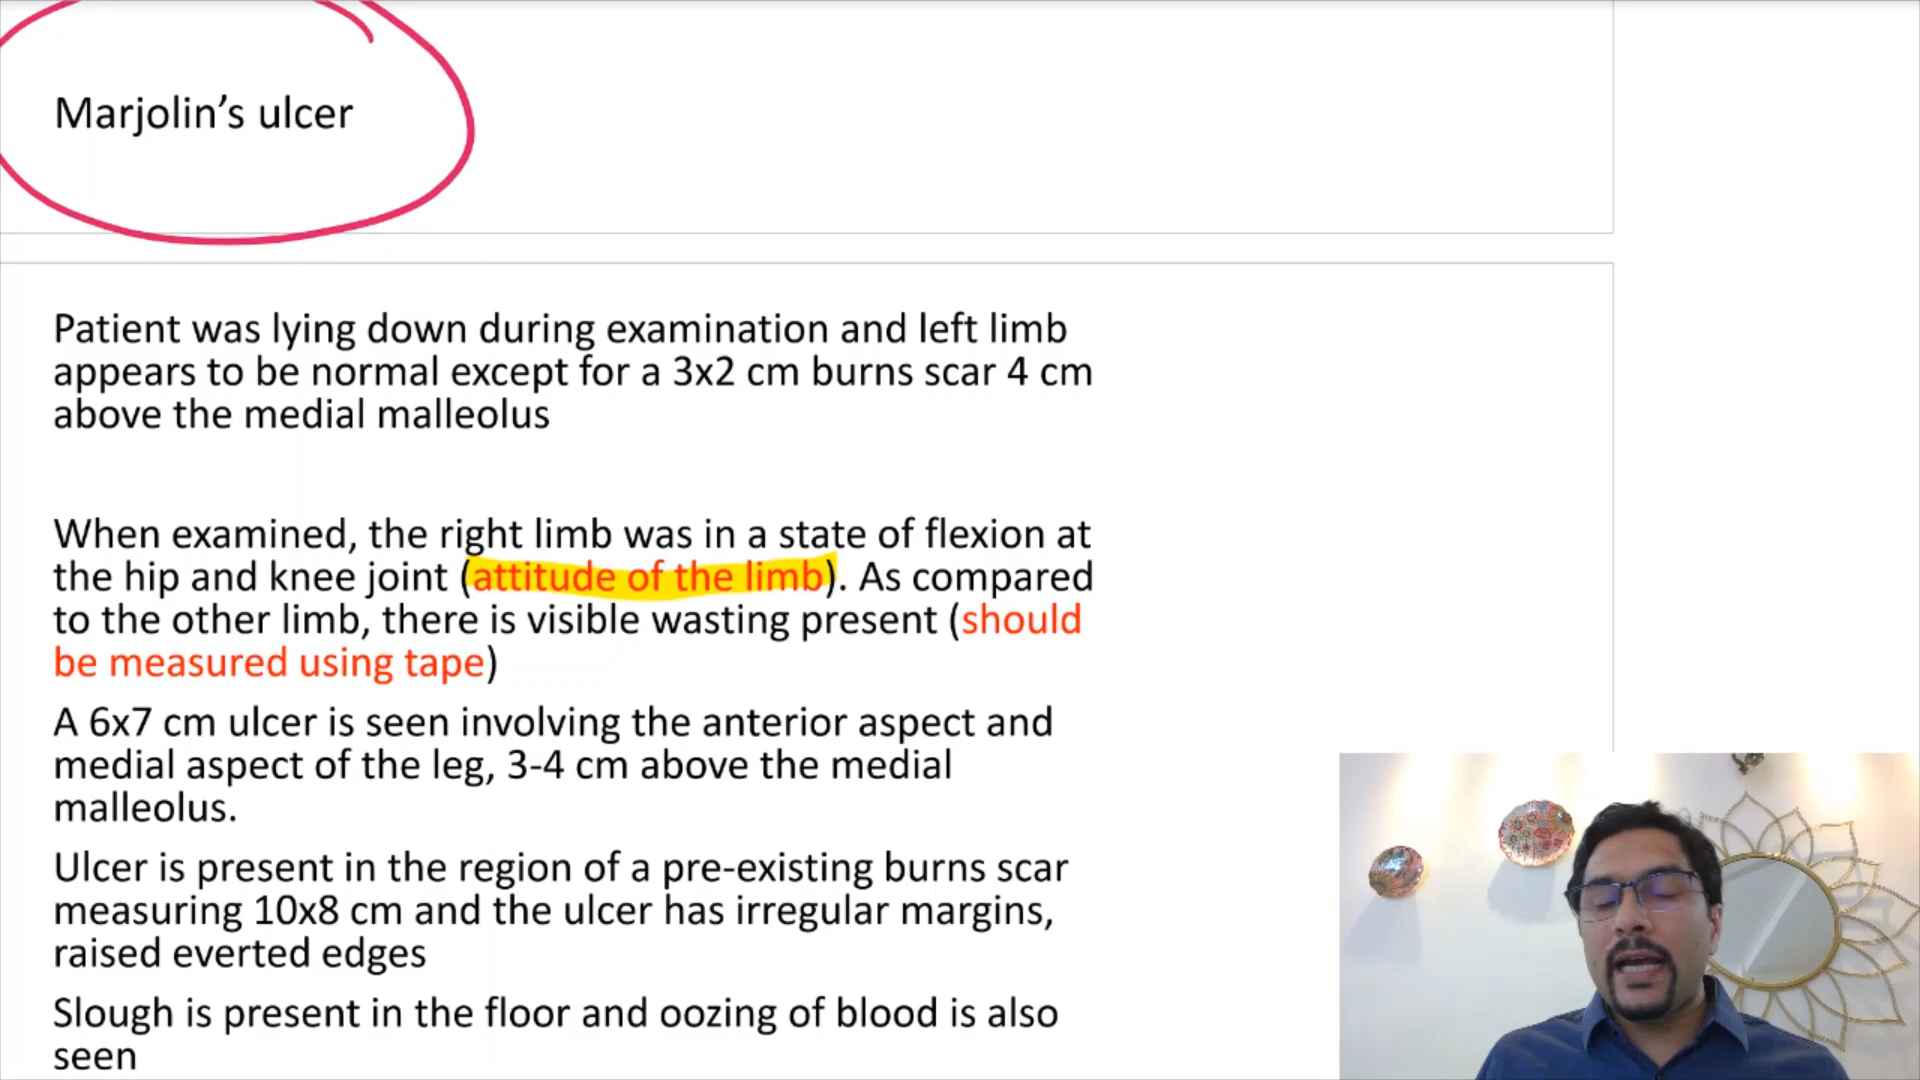 Marjolin’s ulcer
Patient was lying down during examination and left limb
appears to be normal except for a 3x2 cm burns scar 4 cm
above the medial malleolus
When examined, the right limb was in a state of flexion at
the hip and knee joint (attitude of the limb). As compared
to the other limb, there is visible wasting present (should
be measured using tape)
A 6x7 cm ulcer is seen involving the anterior aspect and
medial aspect of the leg, 3-4 cm above the medial
malleolus.
Ulcer is present in the region of a pre-existing burns scar
measuring 10x8 cm and the ulcer has irregular margins,
raised everted edges
Slough is present in the floor and oozing of blood is also
seen